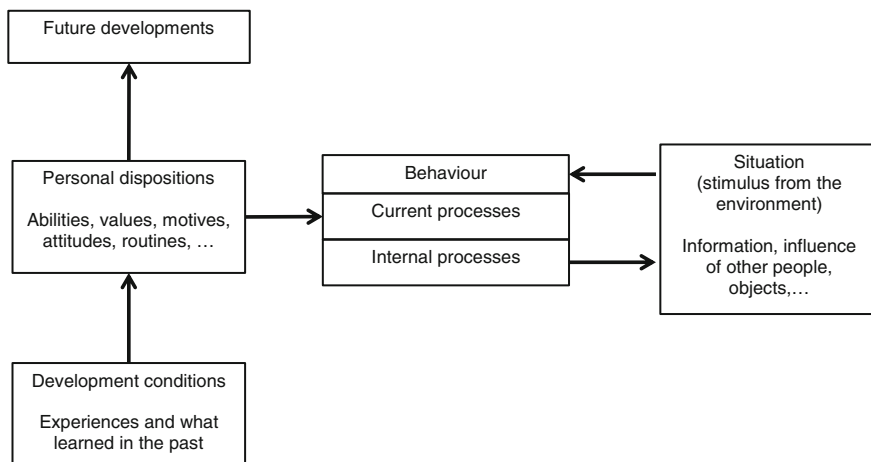 Future developments
Personal dispositions
Abilities, values, motives,
attitudes, routines, ...
Development conditions
Experiences and what
learned in the past
Behaviour
Current processes
Internal processes
Situation
(stimulus from the
environment)
Information, influence
of other people,
objects,...